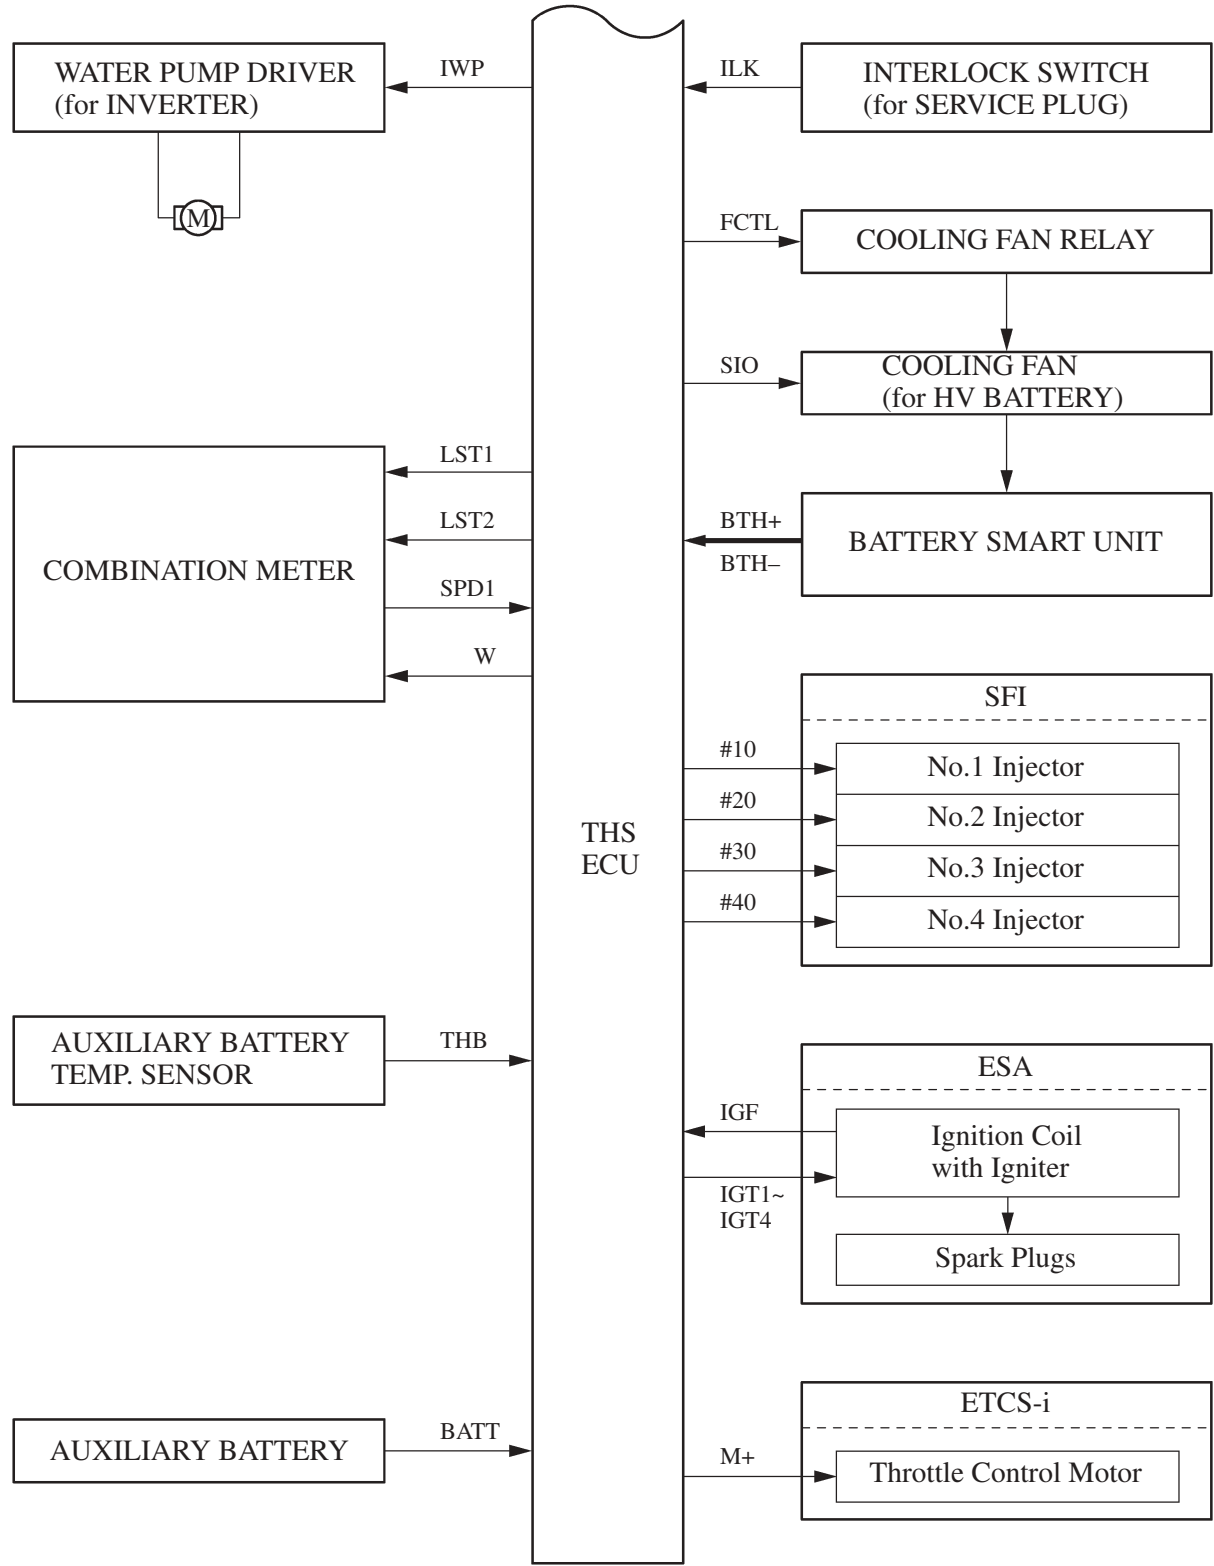 WATER PUMP DRIVER
(for INVERTER)
M
IWP
ILK
INTERLOCK SWITCH
(for SERVICE PLUG)
FCTL
COOLING FAN RELAY
SIO
COOLING FAN
(for HV BATTERY)
COMBINATION METER
LST1
LST2
SPD1
W
BTH+
BTH–
BATTERY SMART UNIT
THS
ECU
SFI
#10
No.1 Injector
#20
No.2 Injector
#30
No.3 Injector
#40
No.4 Injector
AUXILIARY BATTERY
TEMP. SENSOR
THB
ESA
IGF
Ignition Coil
with Igniter
IGT1~
IGT4
Spark Plugs
AUXILIARY BATTERY
BATT
ETCS-i
M+
Throttle Control Motor